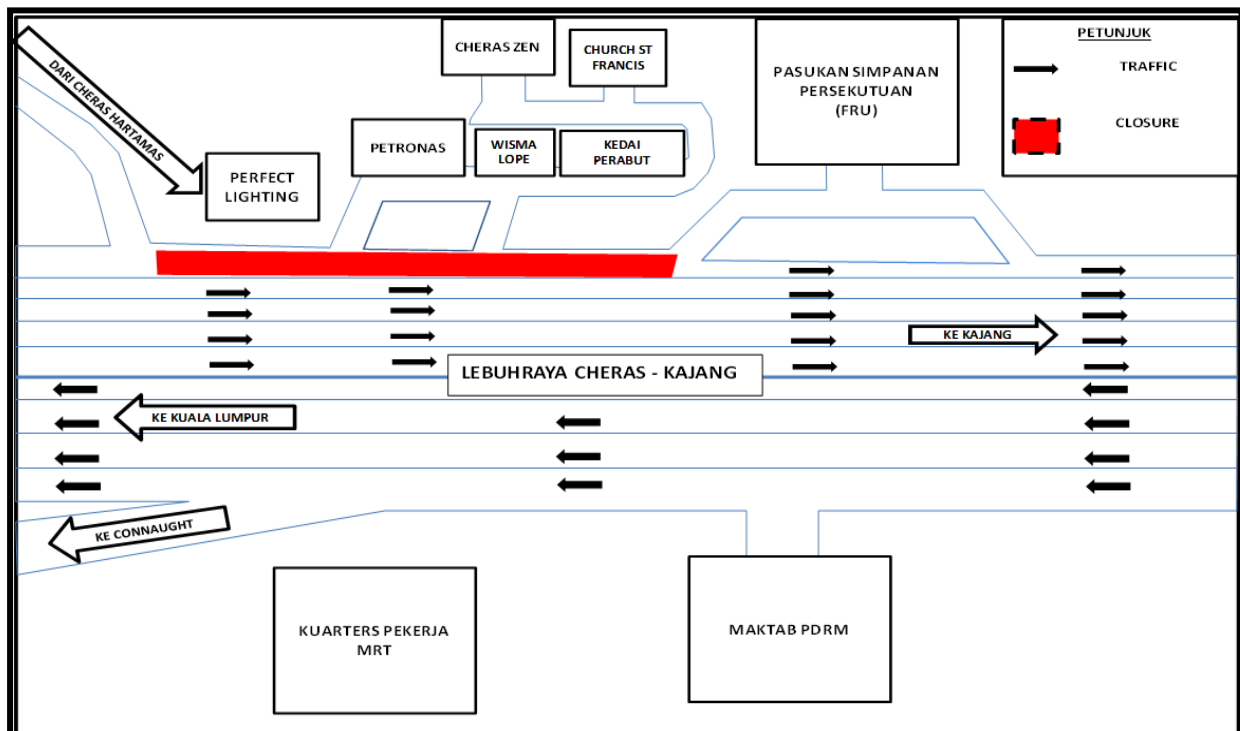 PETUNJUK
TRAFFIC
CLOSURE
DARI CHERAS HARTAMAS
CHERAS ZEN
CHURCH ST
FRANCIS
PASUKAN SIMPANAN
PERSEKUTUAN
(FRU)
PETRONAS
WISMA
LOPE
KEDAI
PERABUT
PERFECT
LIGHTING
KE KAJANG
LEBUHRAYA CHERAS - KAJANG
KE KUALA LUMPUR
KE CONNAUGHT
KUARTERS PEKERJA
MRT
MAKTAB PDRM